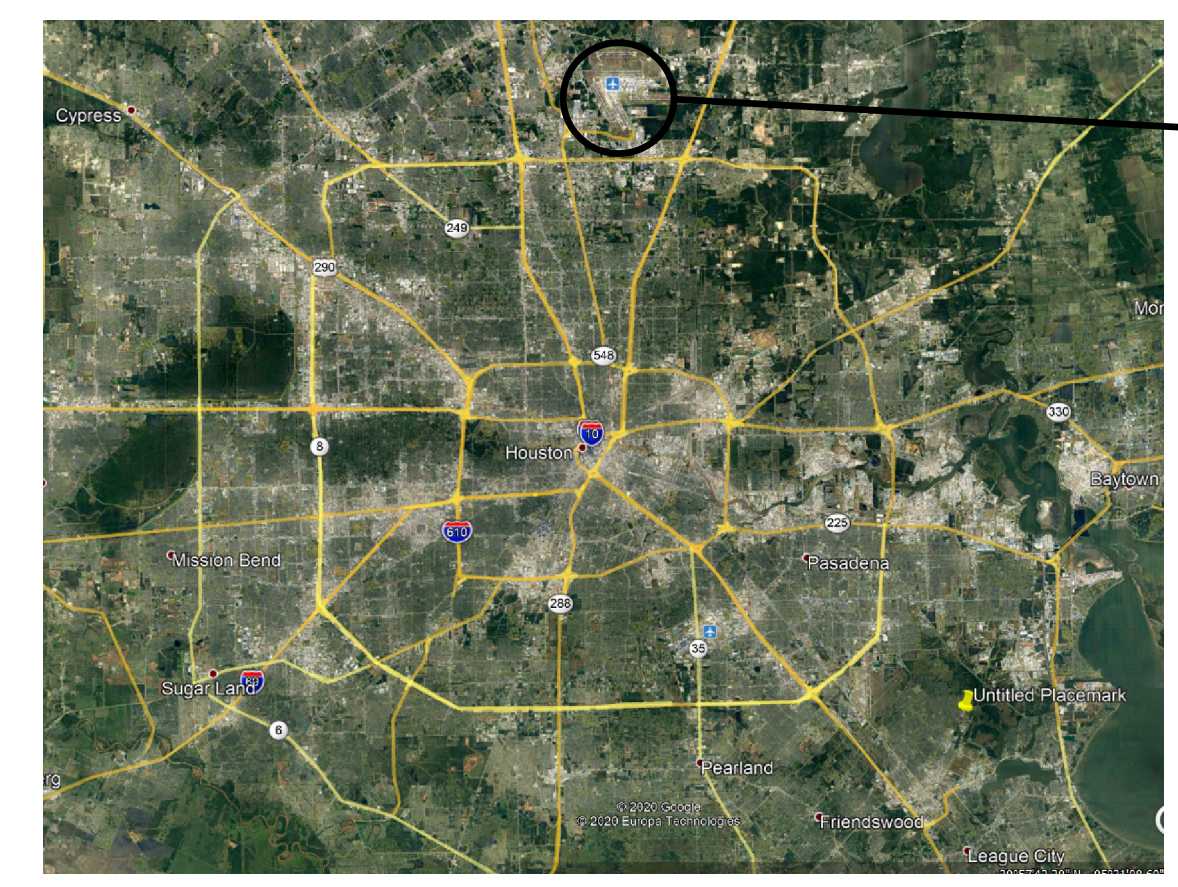 Cypress
249
290
Mor
548
330
10
8
Houston
Baytown
610
225
Mission Bend
Pasadena
288
35
Sugar Land
69
Untitled Placemark
6
Pearland
rg
© 2020 Google
© 2020 Europa Technologies
Friendswood
League City